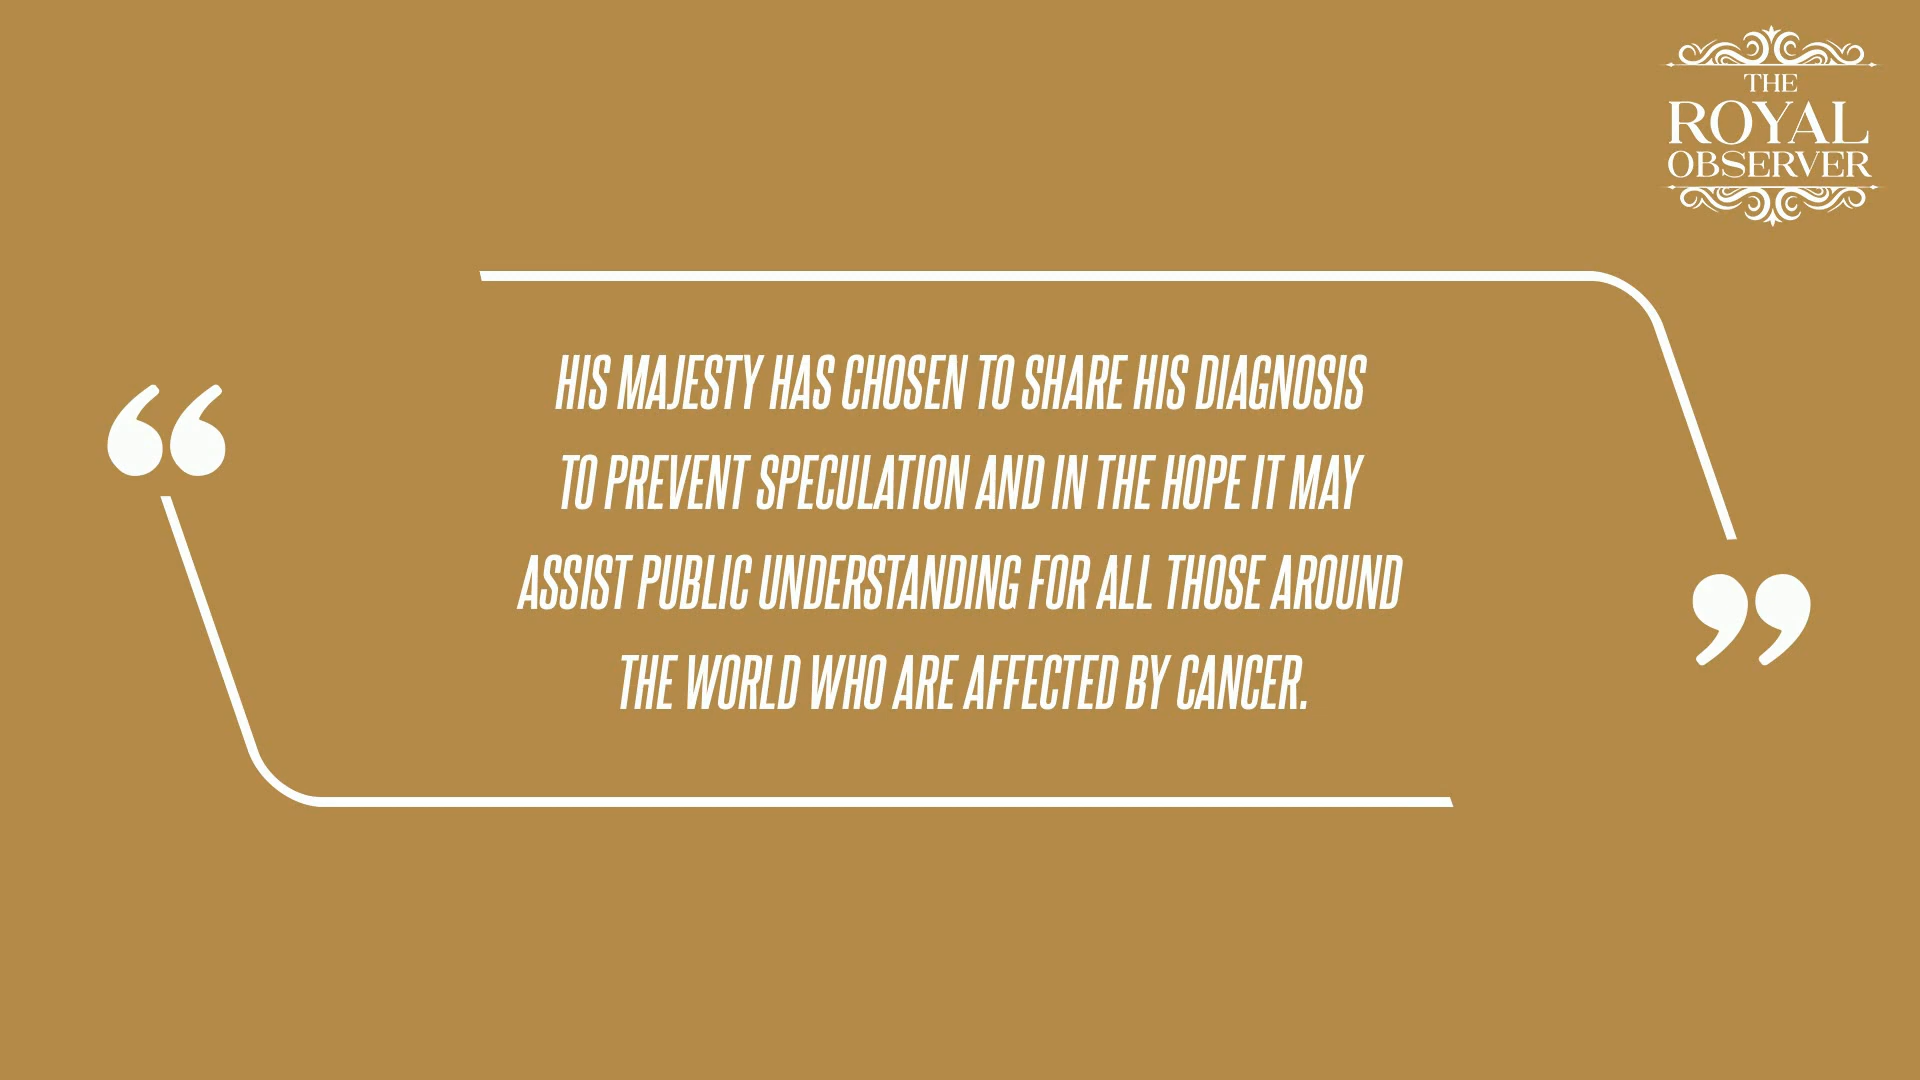 THE
ROYAL
OBSERVER
“
HIS MAJESTY HAS CHOSEN TO SHARE HIS DIAGNOSIS
TO PREVENT SPECULATION AND IN THE HOPE IT MAY
ASSIST PUBLIC UNDERSTANDING FOR ALL THOSE AROUND
THE WORLD WHO ARE AFFECTED BY CANCER.
”